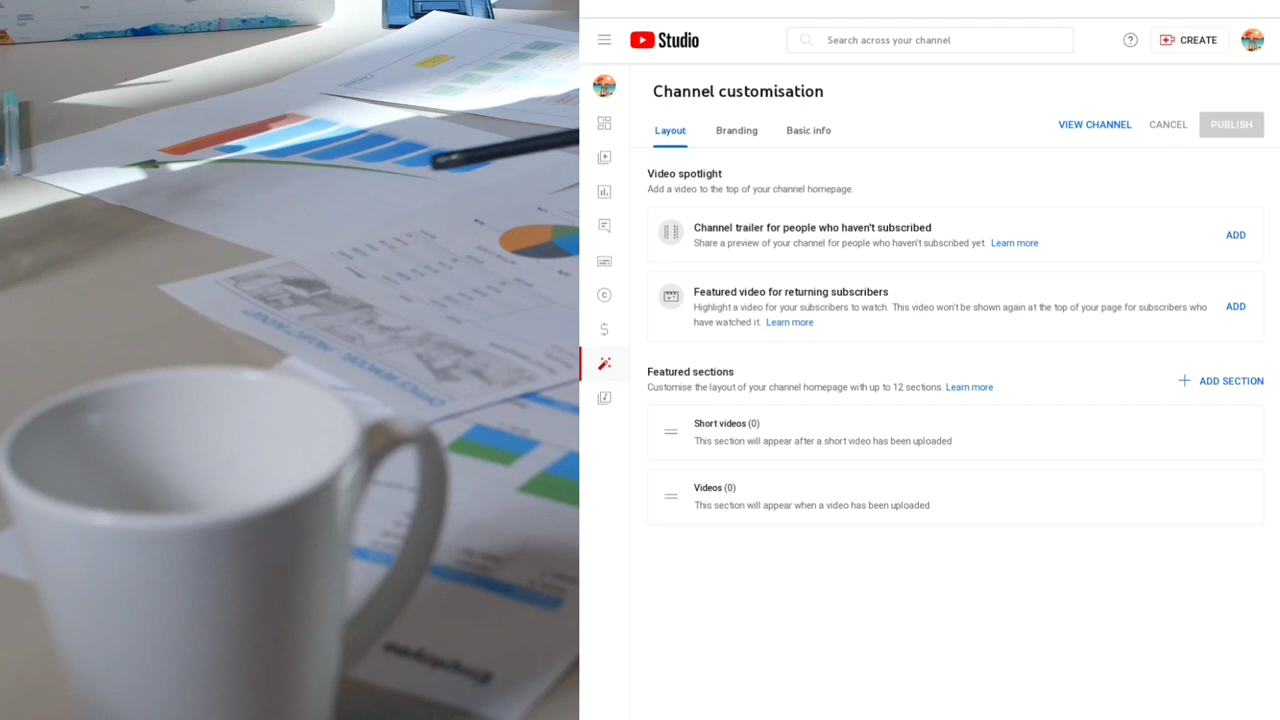 Studio
Search across your channel
CREATE
Channel customisation
Layout
Branding
Basic info
VIEW CHANNEL
CANCEL
PUBLISH
Video spotlight
Add a video to the top of your channel homepage.
Channel trailer for people who haven't subscribed
Share a preview of your channel for people who haven't subscribed yet. Learn more
ADD
Featured video for returning subscribers
Highlight a video for your subscribers to watch. This video won't be shown again at the top of your page for subscribers who
have watched it. Learn more
ADD
Featured sections
Customise the layout of your channel homepage with up to 12 sections. Learn more
ADD SECTION
Short videos (0)
This section will appear after a short video has been uploaded
Videos (0)
This section will appear when a video has been uploaded
Employee